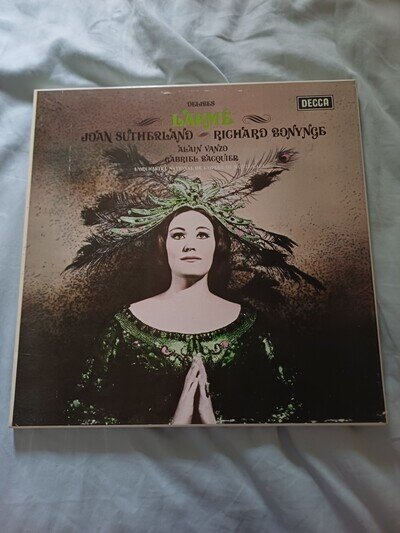 DELIBES
DECCA
LAKMÉ
JOAN SUTHERLAND - RICHARD BONYNGE
ALAIN VANZO
GABRIEL BACQUIER